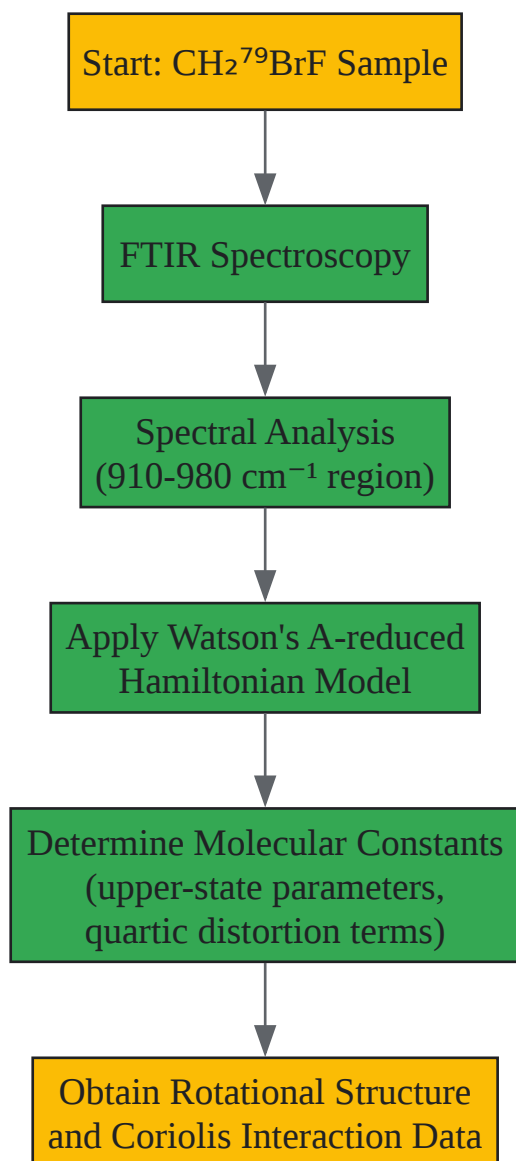 Start: CH₂⁷⁹BrF Sample
FTIR Spectroscopy
Spectral Analysis
(910-980 cm⁻¹ region)
Apply Watson's A-reduced
Hamiltonian Model
Determine Molecular Constants
(upper-state parameters,
quartic distortion terms)
Obtain Rotational Structure
and Coriolis Interaction Data